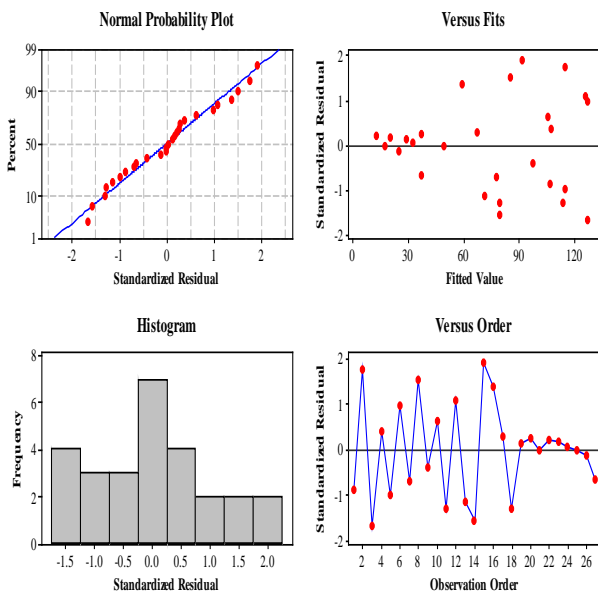 Normal Probability Plot
Percent
99
90
50
10
1
-2 -1 0 1 2
Standardized Residual
Versus Fits
Standardized Residual
2
1
0
-1
-2
0 30 60 90 120
Fitted Value
Histogram
Frequency
8
6
4
2
0
-1.5 -1.0 -0.5 0.0 0.5 1.0 1.5 2.0
Standardized Residual
Versus Order
Standardized Residual
2
1
0
-1
-2
2 4 6 8 10 12 14 16 18 20 22 24 26
Observation Order